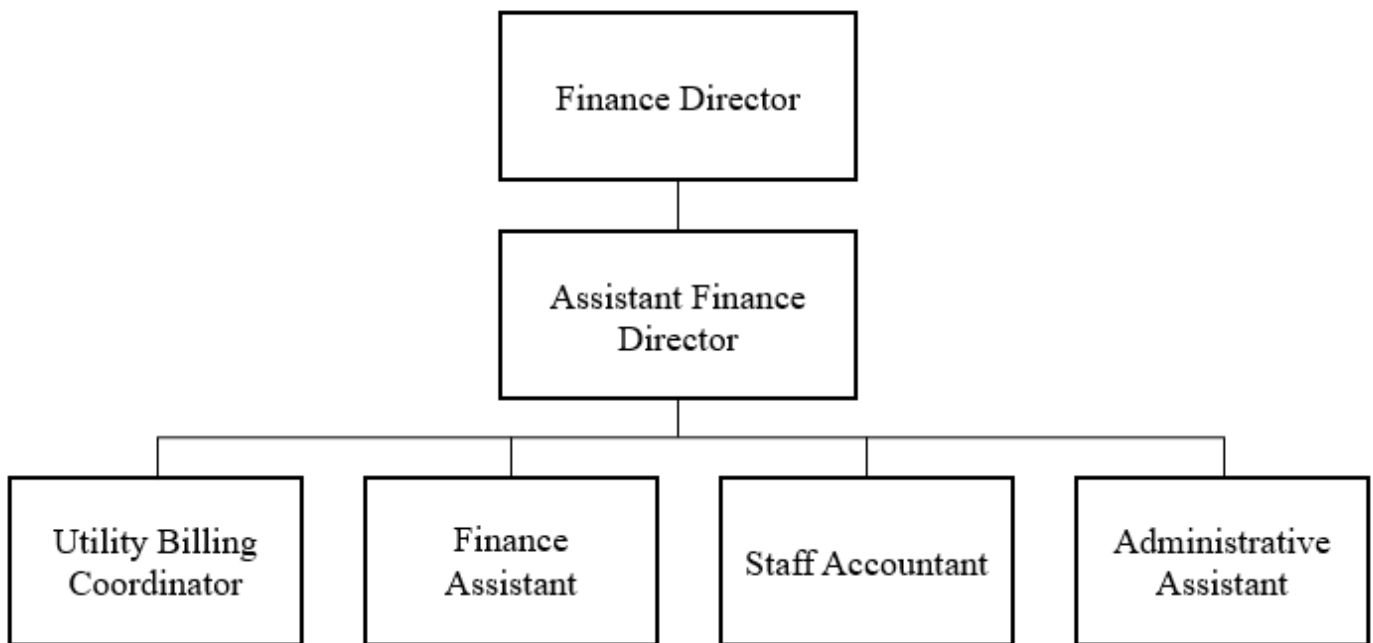 Finance Director
Assistant Finance
Director
Utility Billing
Coordinator
Finance
Assistant
Staff Accountant
Administrative
Assistant